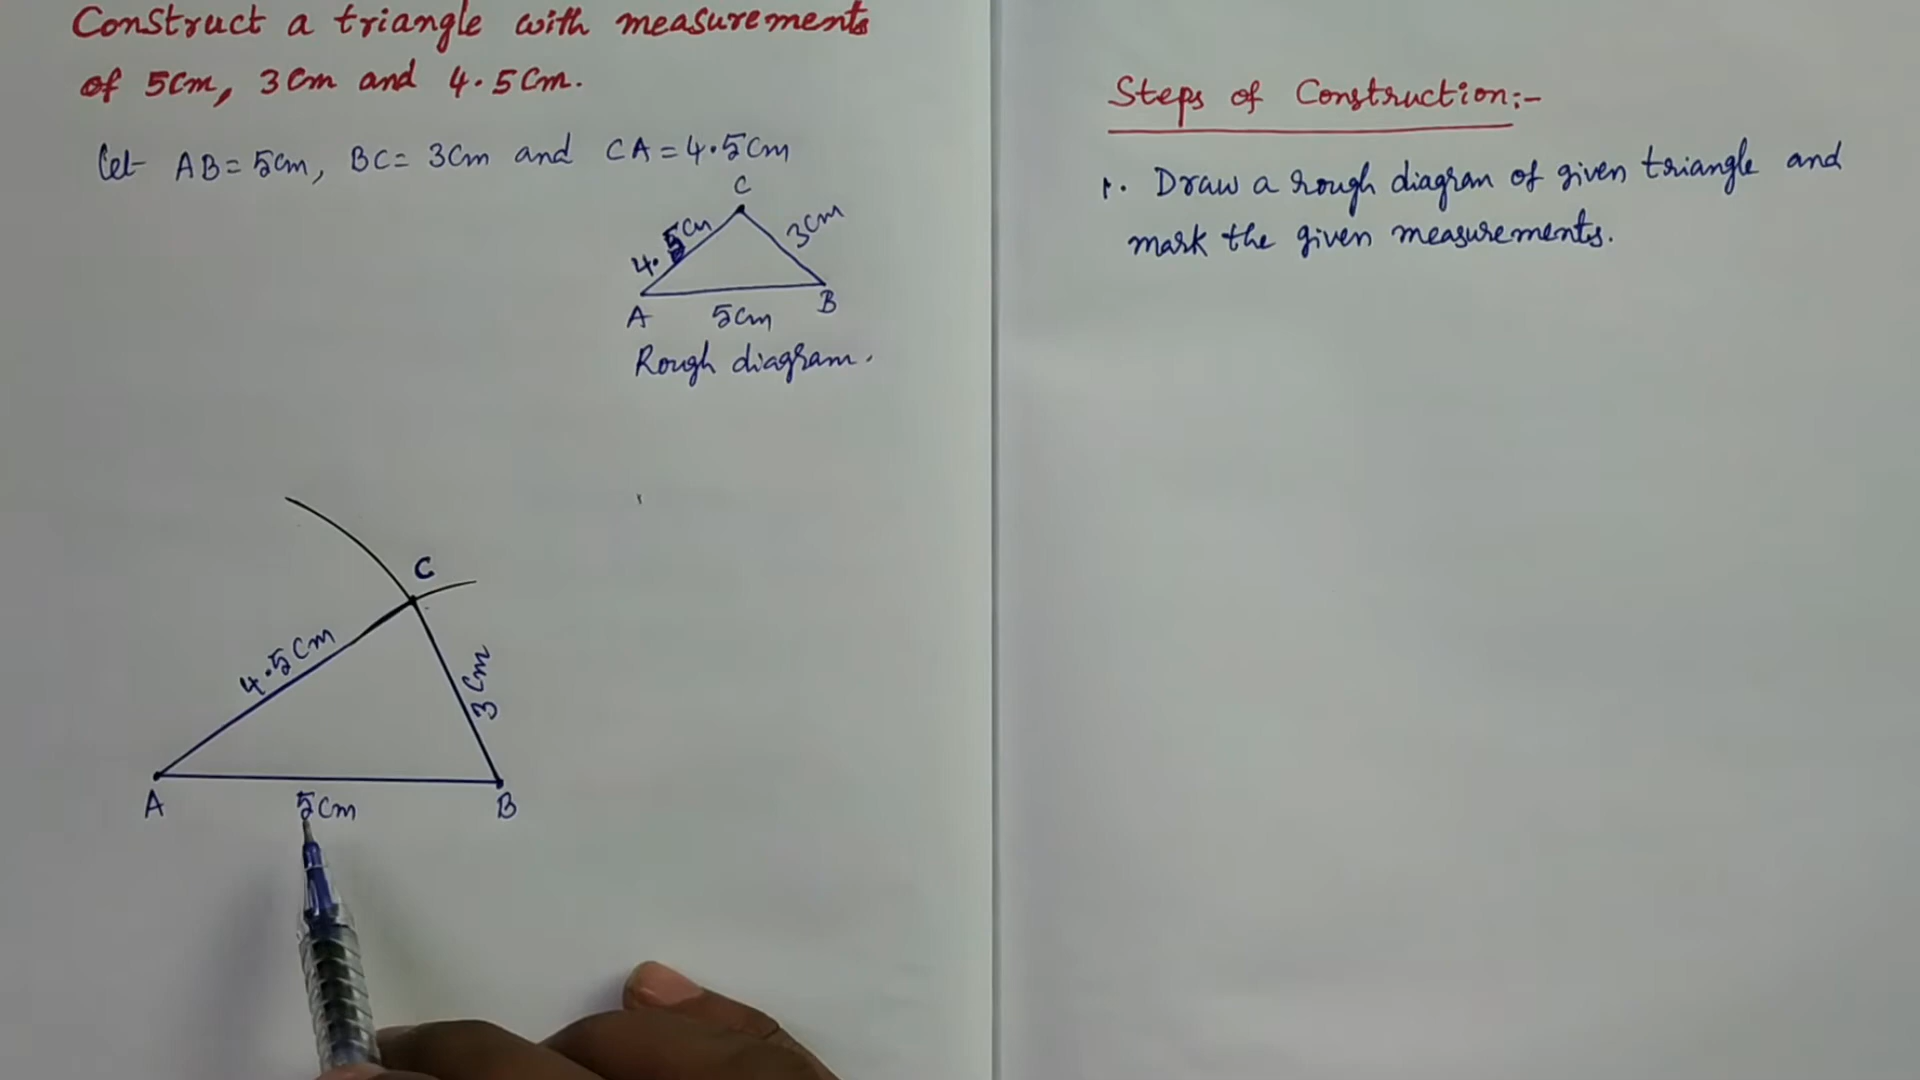 Construct a triangle with measurements
of 5cm, 3cm and 4.5cm.
Let AB = 5cm, BC = 3cm and CA = 4.5cm
C
4.5cm 3cm
A 5cm B
Rough diagram.
C
4.5cm 3cm
A 5cm B
Steps of Construction:-
1. Draw a rough diagram of given triangle and
mark the given measurements.